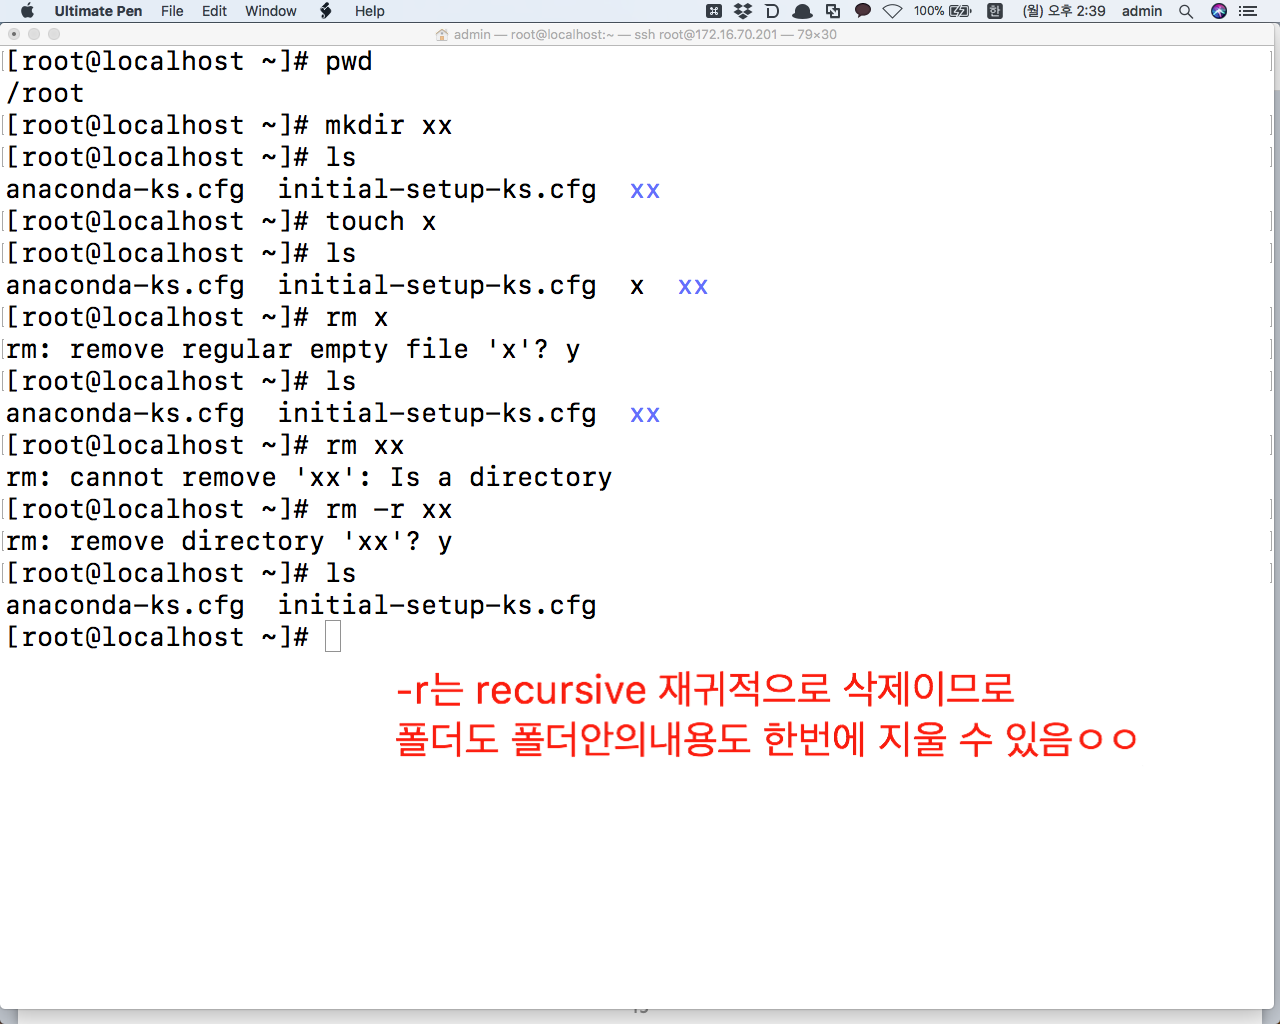 Ultimate Pen File Edit Window Help 100% 한 (월) 오후 2:39 admin
admin — root@localhost:~ — ssh root@172.16.70.201 — 79×30
[root@localhost ~]# pwd
/root
[root@localhost ~]# mkdir xx
[root@localhost ~]# ls
anaconda-ks.cfg  initial-setup-ks.cfg  xx
[root@localhost ~]# touch x
[root@localhost ~]# ls
anaconda-ks.cfg  initial-setup-ks.cfg  x  xx
[root@localhost ~]# rm x
rm: remove regular empty file 'x'? y
[root@localhost ~]# ls
anaconda-ks.cfg  initial-setup-ks.cfg  xx
[root@localhost ~]# rm xx
rm: cannot remove 'xx': Is a directory
[root@localhost ~]# rm -r xx
rm: remove directory 'xx'? y
[root@localhost ~]# ls
anaconda-ks.cfg  initial-setup-ks.cfg
[root@localhost ~]#
-r는 recursive 재귀적으로 삭제이므로
폴더도 폴더안의내용도 한번에 지울 수 있음ㅇㅇ